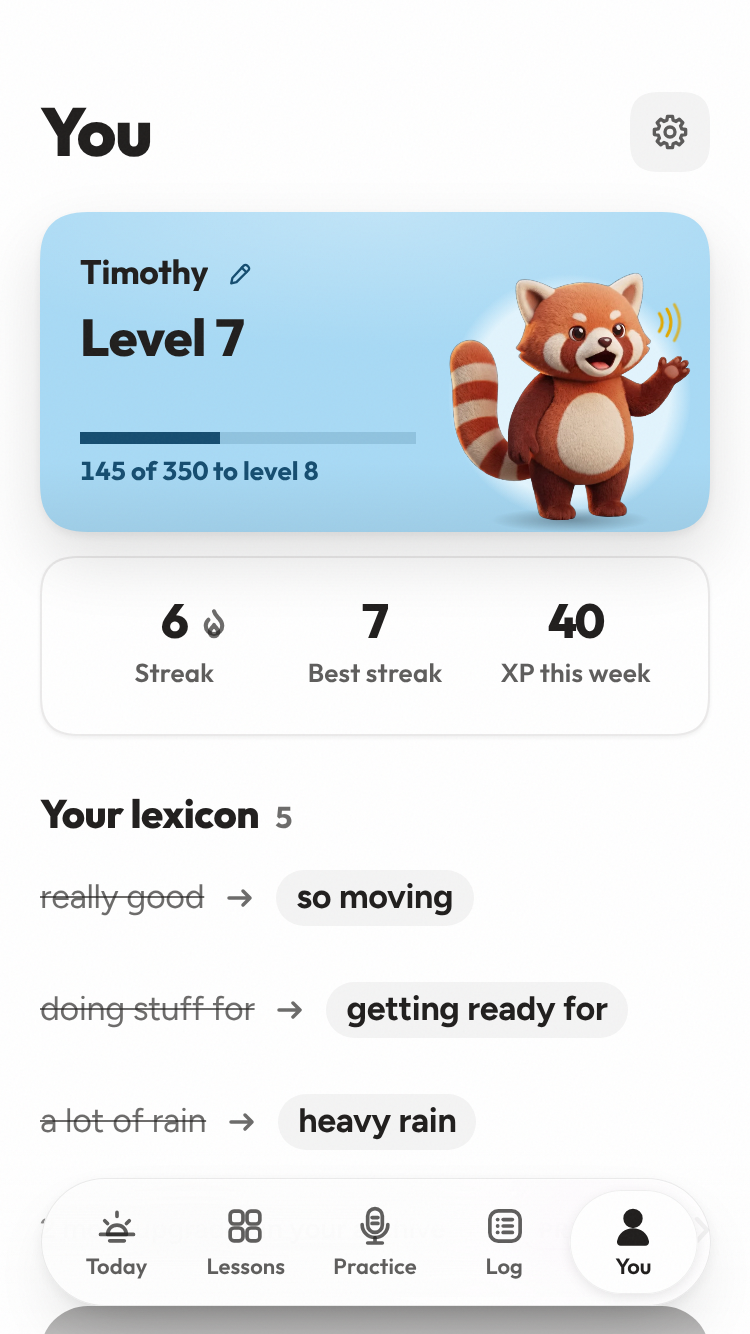 You
Timothy
Level 7
145 of 350 to level 8
6
7
40
Streak
Best streak
XP this week
Your lexicon 5
really good → so moving
doing stuff for → getting ready for
a lot of rain → heavy rain
Today
Lessons
Practice
Log
You